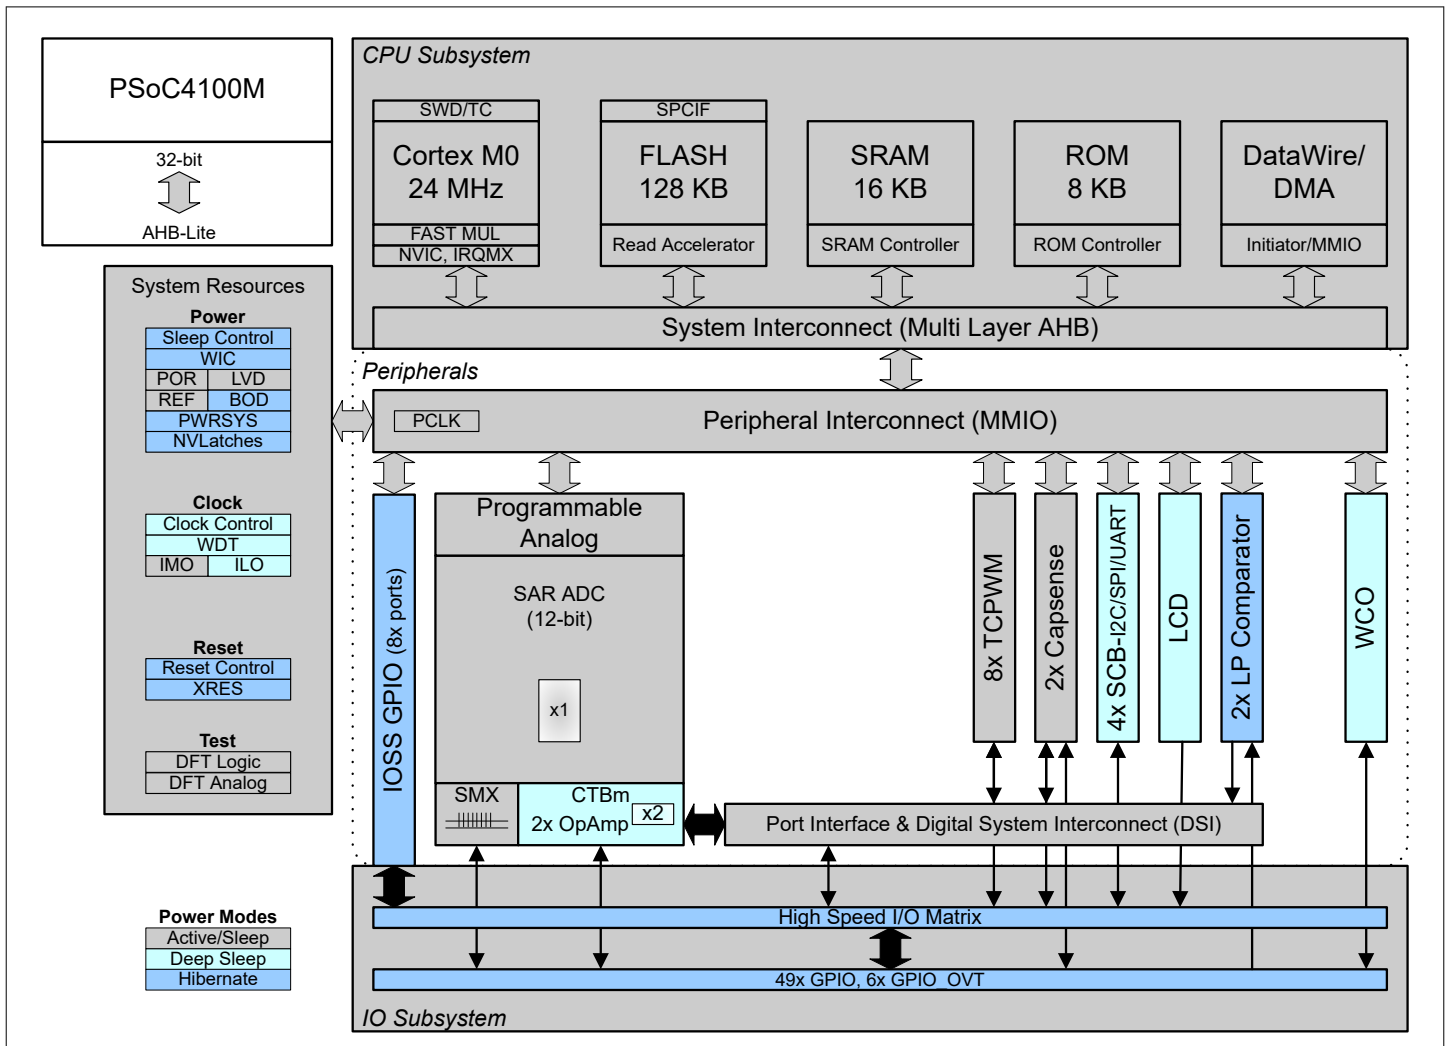 PSoC4100M
32-bit
AHB-Lite
CPU Subsystem
SWD/TC
Cortex M0
24 MHz
FAST MUL
NVIC, IRQMX
SPCIF
FLASH
128 KB
Read Accelerator
SRAM
16 KB
SRAM Controller
ROM
8 KB
ROM Controller
DataWire/
DMA
Initiator/MMIO
System Interconnect (Multi Layer AHB)
System Resources
Power
Sleep Control
WIC
POR LVD
REF BOD
PWRSYS
NVLatches
Clock
Clock Control
WDT
IMO ILO
Reset
Reset Control
XRES
Test
DFT Logic
DFT Analog
Peripherals
PCLK
Peripheral Interconnect (MMIO)
IOSS GPIO (8x ports)
Programmable
Analog
SAR ADC
(12-bit)
x1
SMX
CTBm
2x OpAmp
x2
8x TCPWM
2x Capsense
4x SCB-I2C/SPI/UART
LCD
2x LP Comparator
WCO
Port Interface & Digital System Interconnect (DSI)
Power Modes
Active/Sleep
Deep Sleep
Hibernate
High Speed I/O Matrix
49x GPIO, 6x GPIO_OVT
IO Subsystem